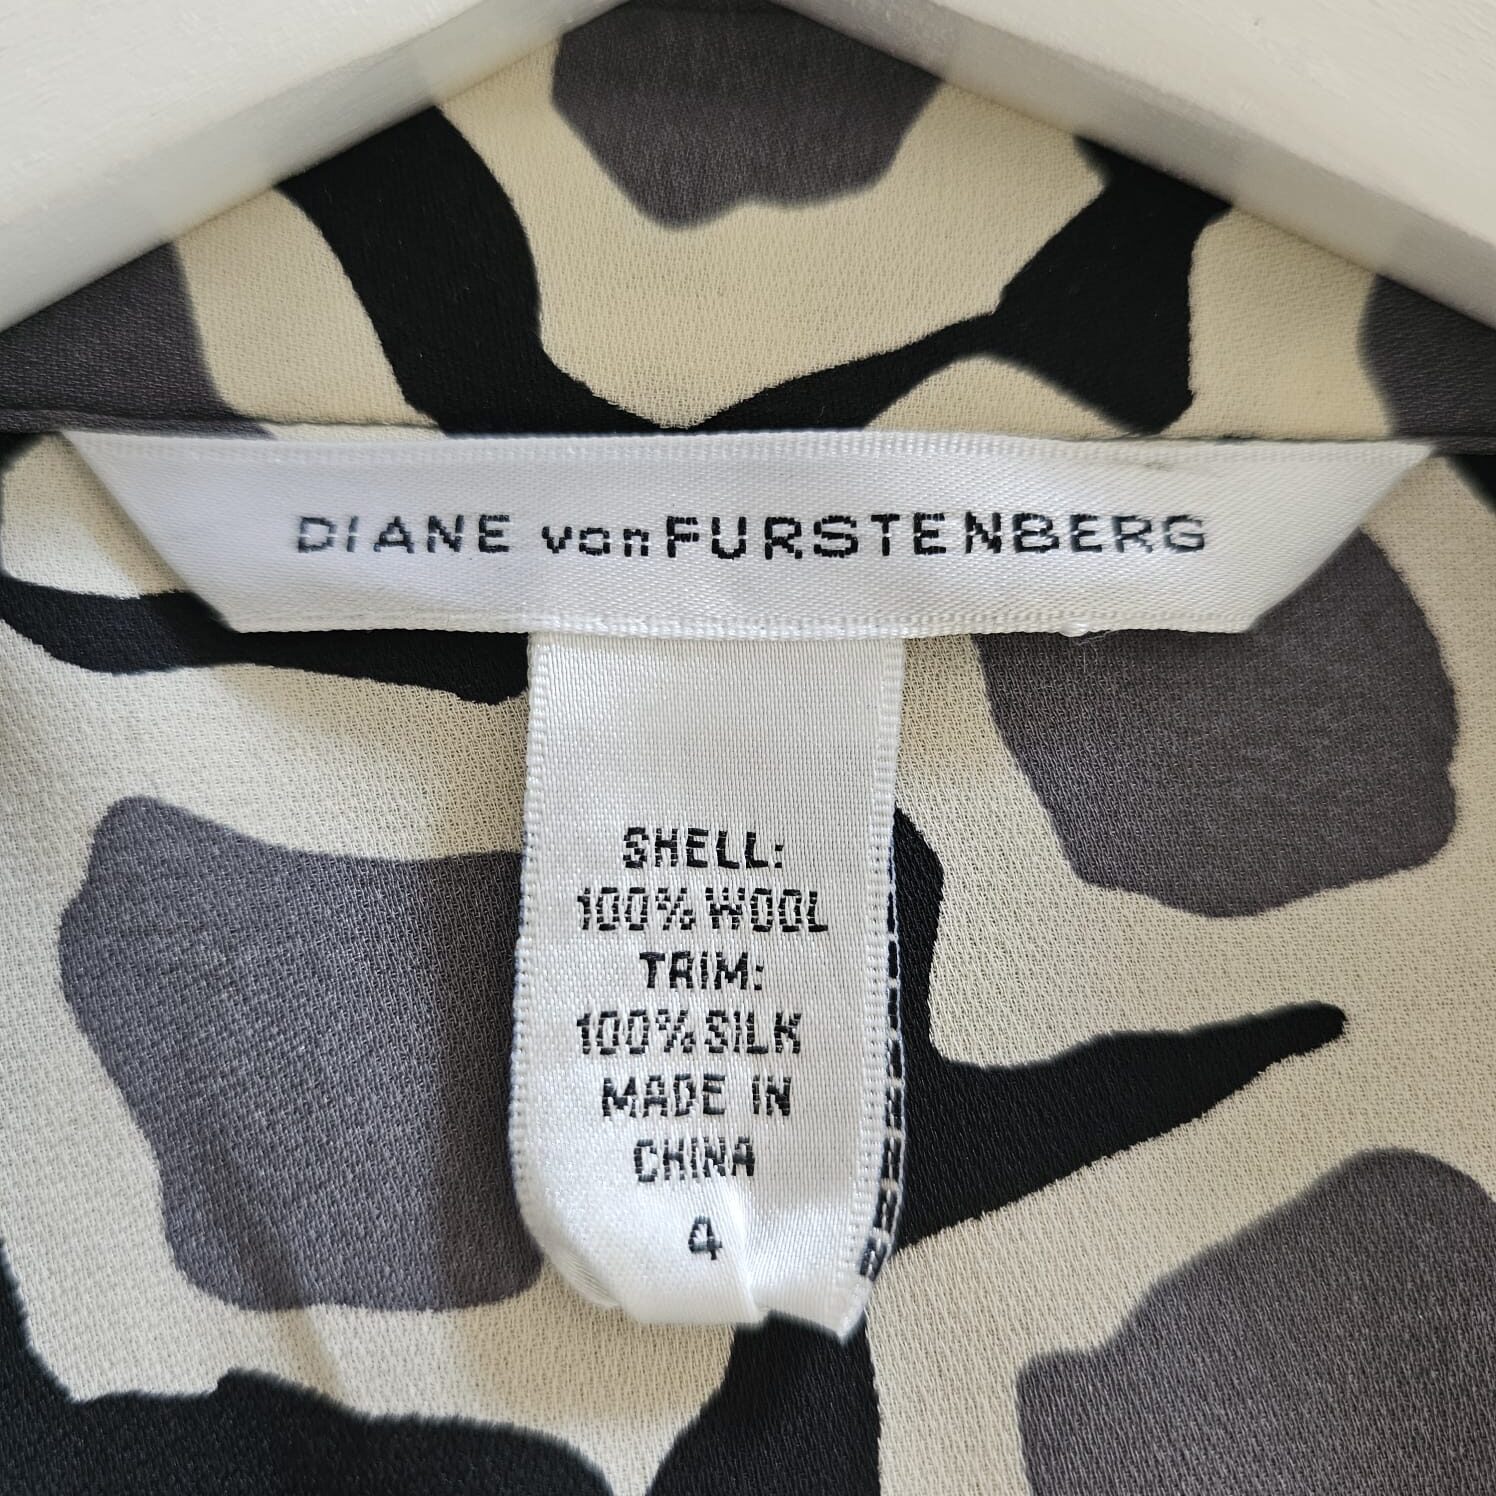 DIANE von FURSTENBERG
SHELL:
100% WOOL
TRIM:
100% SILK
MADE IN
CHINA
4